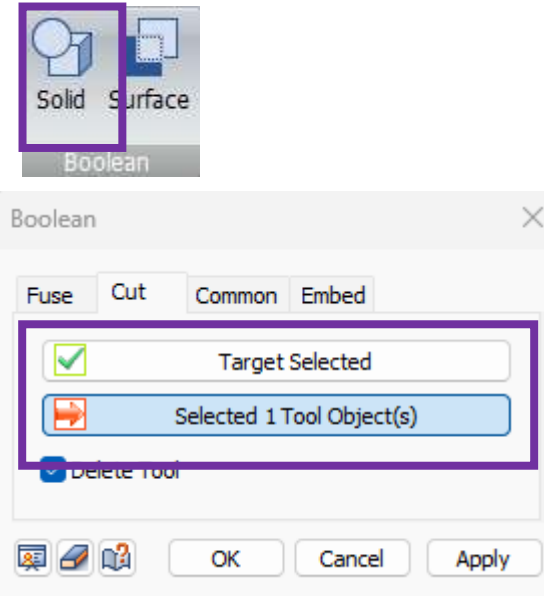 Solid Surface
Boolean
Boolean
Fuse Cut Common Embed
Target Selected
Selected 1 Tool Object(s)
Delete Tool
OK Cancel Apply